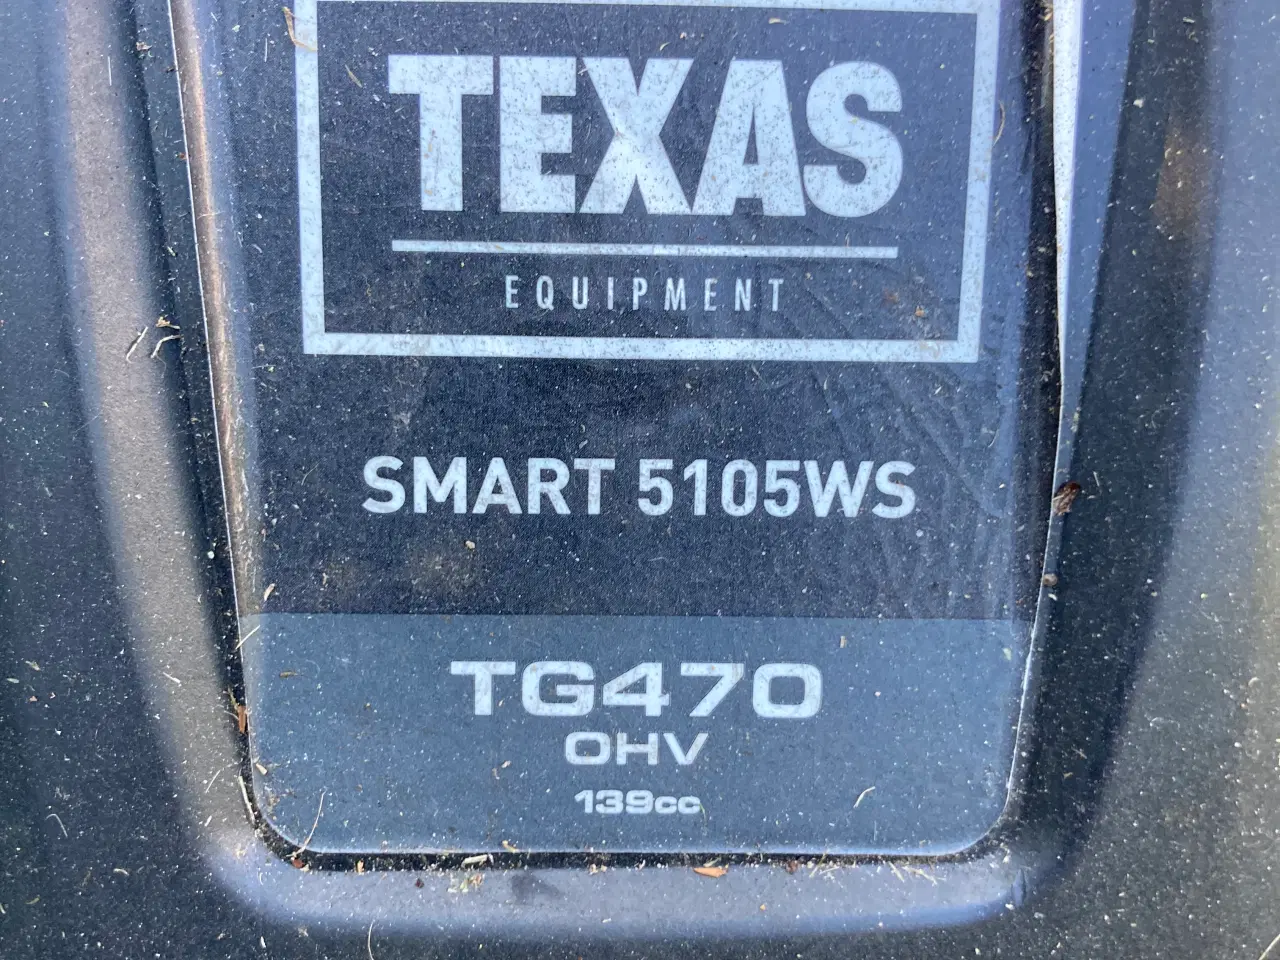 TEXAS
EQUIPMENT
SMART 5105WS
TG470
OHV
139cc